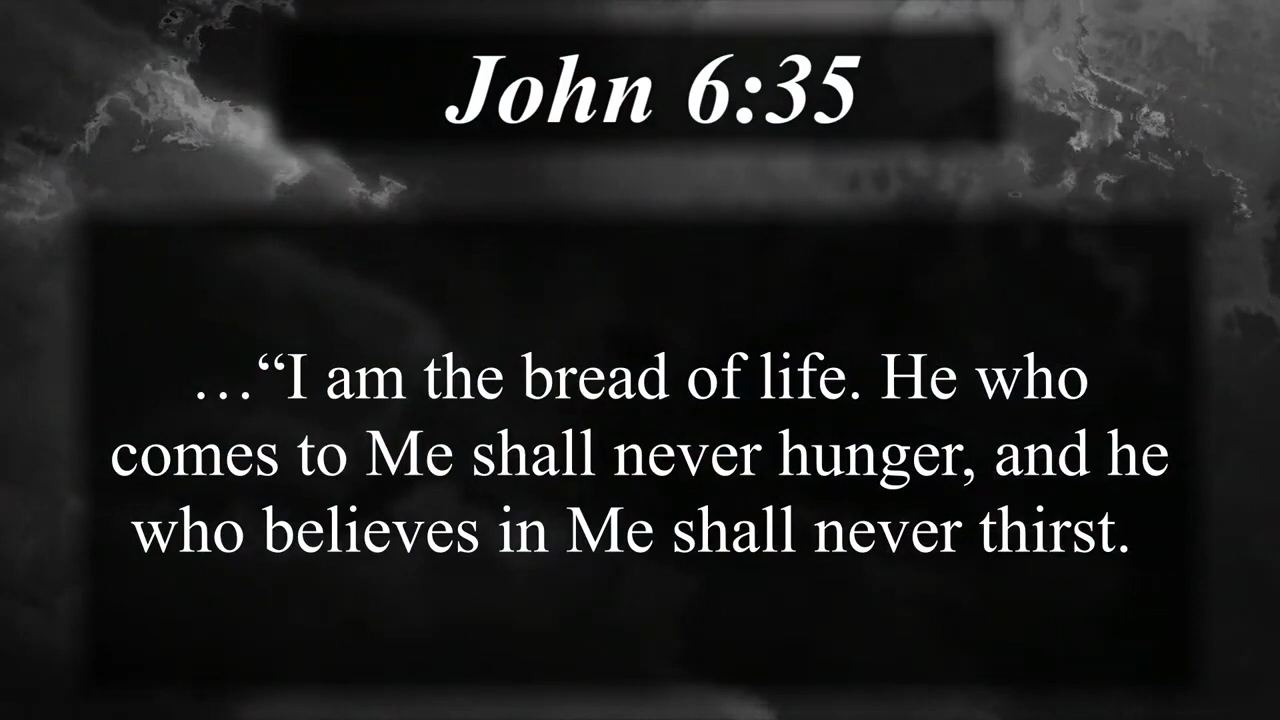 John 6:35
…“I am the bread of life. He who
comes to Me shall never hunger, and he
who believes in Me shall never thirst.